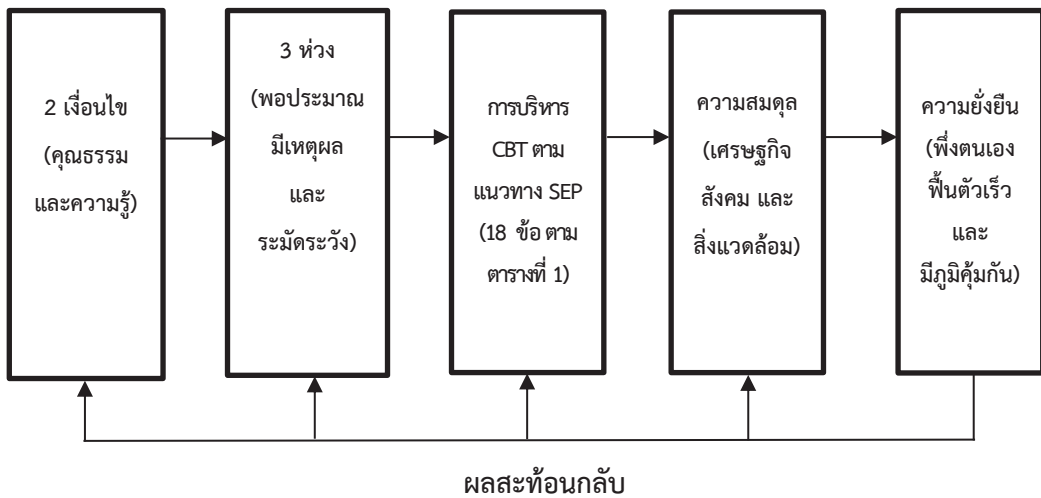 2 เงื่อนไข
(คุณธรรม
และความรู้)
3 ห่วง
(พอประมาณ
มีเหตุผล
และ
ระมัดระวัง)
การบริหาร
CBT ตาม
แนวทาง SEP
(18 ข้อ ตาม
ตารางที่ 1)
ความสมดุล
(เศรษฐกิจ
สังคม และ
สิ่งแวดล้อม)
ความยั่งยืน
(พึ่งตนเอง
ฟื้นตัวเร็ว
และ
มีภูมิคุ้มกัน)
ผลสะท้อนกลับ